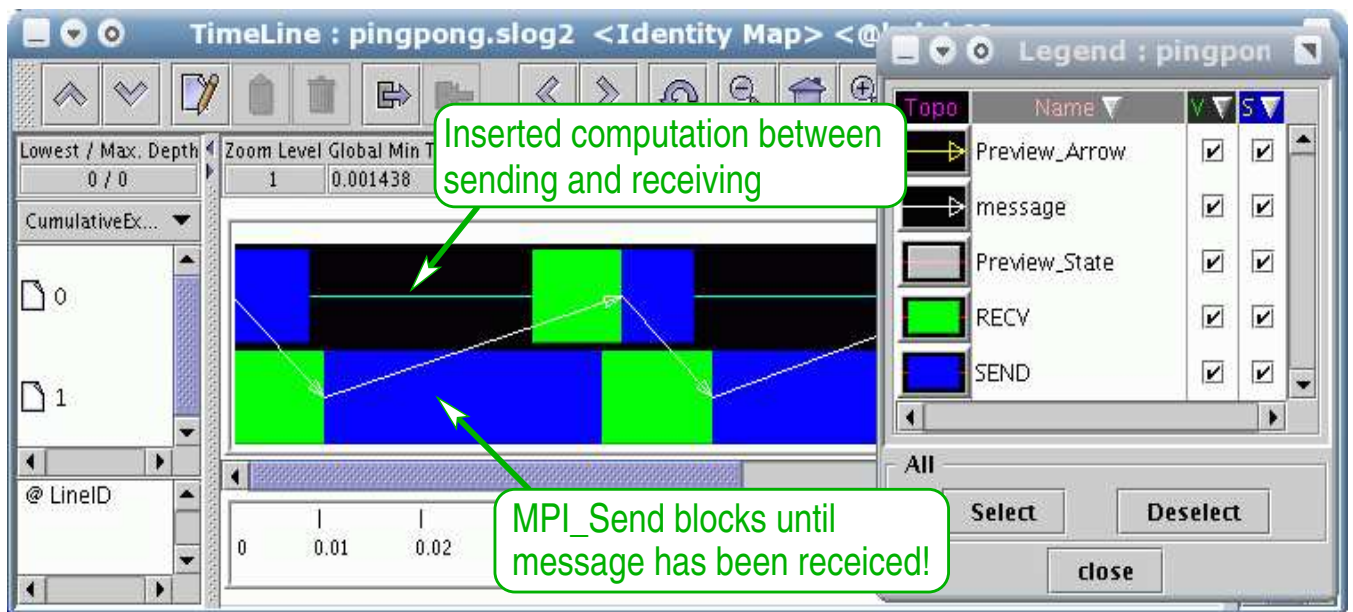 TimeLine : pingpong.slog2 <Identity Map> <@
Legend : pingpon
Topo Name V S
Inserted computation between
sending and receiving
Lowest / Max. Depth
0 / 0
Zoom Level Global Min T
1 0.001438
CumulativeEx...
Preview_Arrow
message
Preview_State
RECV
SEND
0
1
@ LineID
0 0.01 0.02
MPI_Send blocks until
message has been receiced!
All
Select Deselect
close